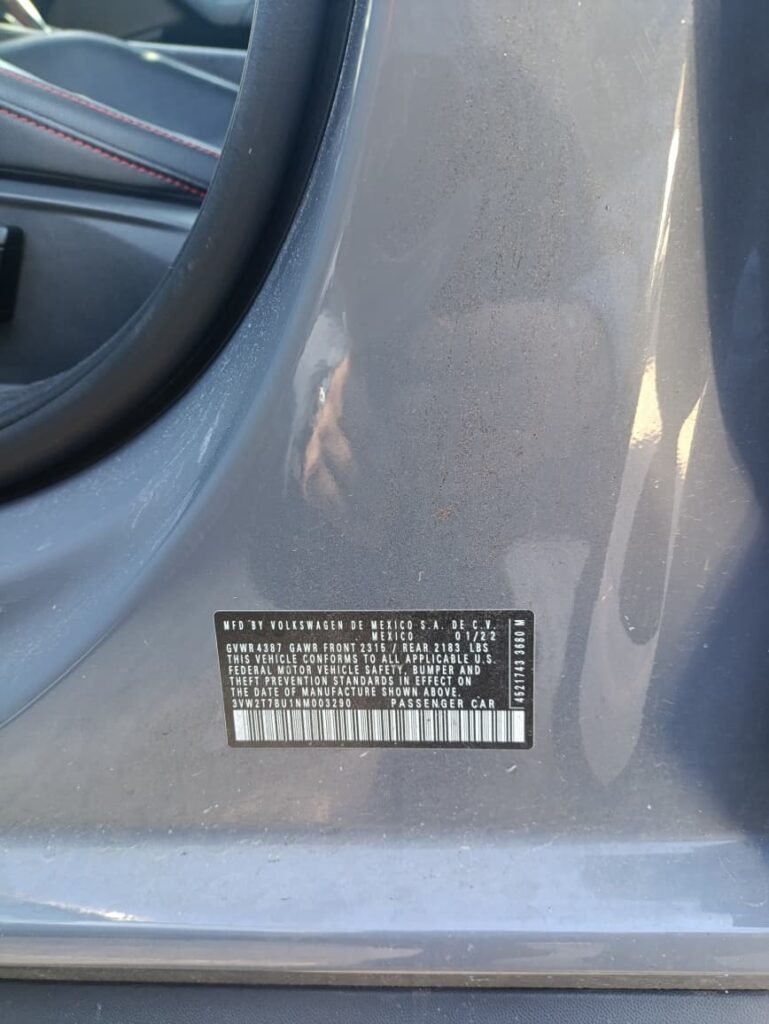 MFD BY VOLKSWAGEN DE MEXICO S.A. DE C.V.
MEXICO 01/22
GVWR 4387 GAWR FRONT 2315 / REAR 2183 LBS
THIS VEHICLE CONFORMS TO ALL APPLICABLE U.S.
FEDERAL MOTOR VEHICLE SAFETY, BUMPER AND
THEFT PREVENTION STANDARDS IN EFFECT ON
THE DATE OF MANUFACTURE SHOWN ABOVE.
3VW2T7BU1NM003290 PASSENGER CAR
4521743 3680 M